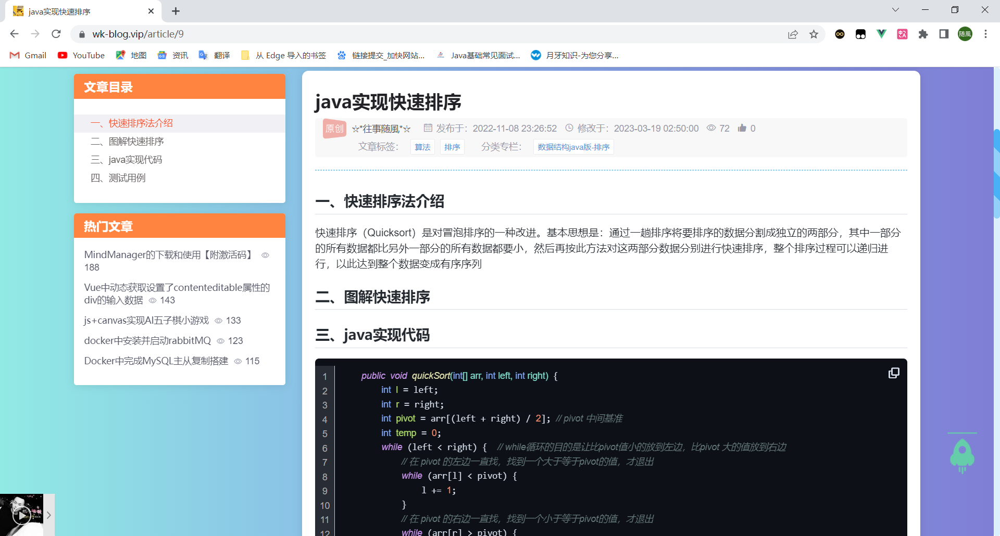 java实现快速排序
wk-blog.vip/article/9
随風
Gmail YouTube 地图 资讯 翻译 从 Edge 导入的书签 链接提交_加快网站... Java基础常见面试... 月牙知识-为您分享...
文章目录
一、快速排序法介绍
二、图解快速排序
三、java实现代码
四、测试用例
热门文章
MindManager的下载和使用【附激活码】
188
Vue中动态获取设置了contenteditable属性的
div的输入数据 143
js+canvas实现AI五子棋小游戏 133
docker中安装并启动rabbitMQ 123
Docker中完成MySQL主从复制搭建 115
java实现快速排序
原创 ☆*往事随風*☆ 发布于：2022-11-08 23:26:52 修改于：2023-03-19 02:50:00 72 0
文章标签： 算法 排序 分类专栏： 数据结构java版-排序
一、快速排序法介绍
快速排序（Quicksort）是对冒泡排序的一种改进。基本思想是：通过一趟排序将要排序的数据分割成独立的两部分，其中一部分
的所有数据都比另外一部分的所有数据都要小，然后再按此方法对这两部分数据分别进行快速排序，整个排序过程可以递归进
行，以此达到整个数据变成有序序列
二、图解快速排序
三、java实现代码
1 public void quickSort(int[] arr, int left, int right) {
2 int l = left;
3 int r = right;
4 int pivot = arr[(left + right) / 2]; // pivot 中间基准
5 int temp = 0;
6 while (left < right) { // while循环的目的是让比pivot值小的放到左边，比pivot 大的值放到右边
7 // 在 pivot 的左边一直找，找到一个大于等于pivot的值，才退出
8 while (arr[l] < pivot) {
9 l += 1;
10 }
11 // 在 pivot 的右边一直找，找到一个小于等于pivot的值，才退出
12 while (arr[r] > pivot) {